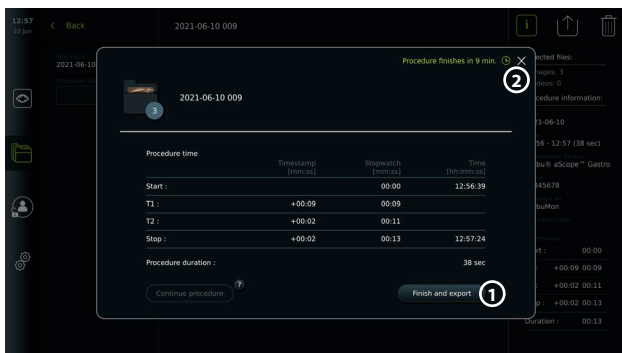 12:57
10 Jun
Back
2021-06-10 009
i
Procedure finishes in 9 min.
2
2021-06-10
2021-06-10 009
3
Procedure time
Timestamp [mm:ss]
Stopwatch [mm:ss]
Time [hh:mm:ss]
Start : 00:00 12:56:39
T1 : +00:09 00:09
T2 : +00:02 00:11
Stop : +00:02 00:13 12:57:24
Procedure duration : 38 sec
Continue procedure ?
Finish and export 1
ected files:
ages: 3
deos: 0
cedure information:
21-06-10
56 - 12:57 (38 sec)
bu® aScope™ Gastro
345678
buMon
rt : 00:00
: +00:09 00:09
: +00:02 00:11
p : +00:02 00:13
Duration : 00:13